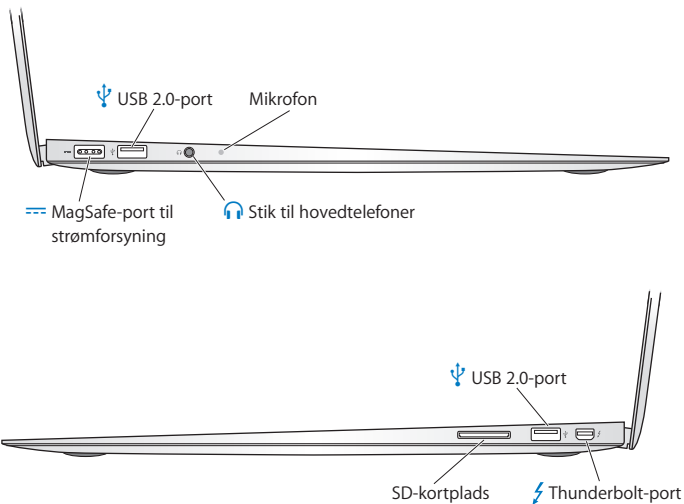 USB 2.0-port
Mikrofon
MagSafe-port til
strømforsyning
Stik til hovedtelefoner
USB 2.0-port
SD-kortplads
Thunderbolt-port